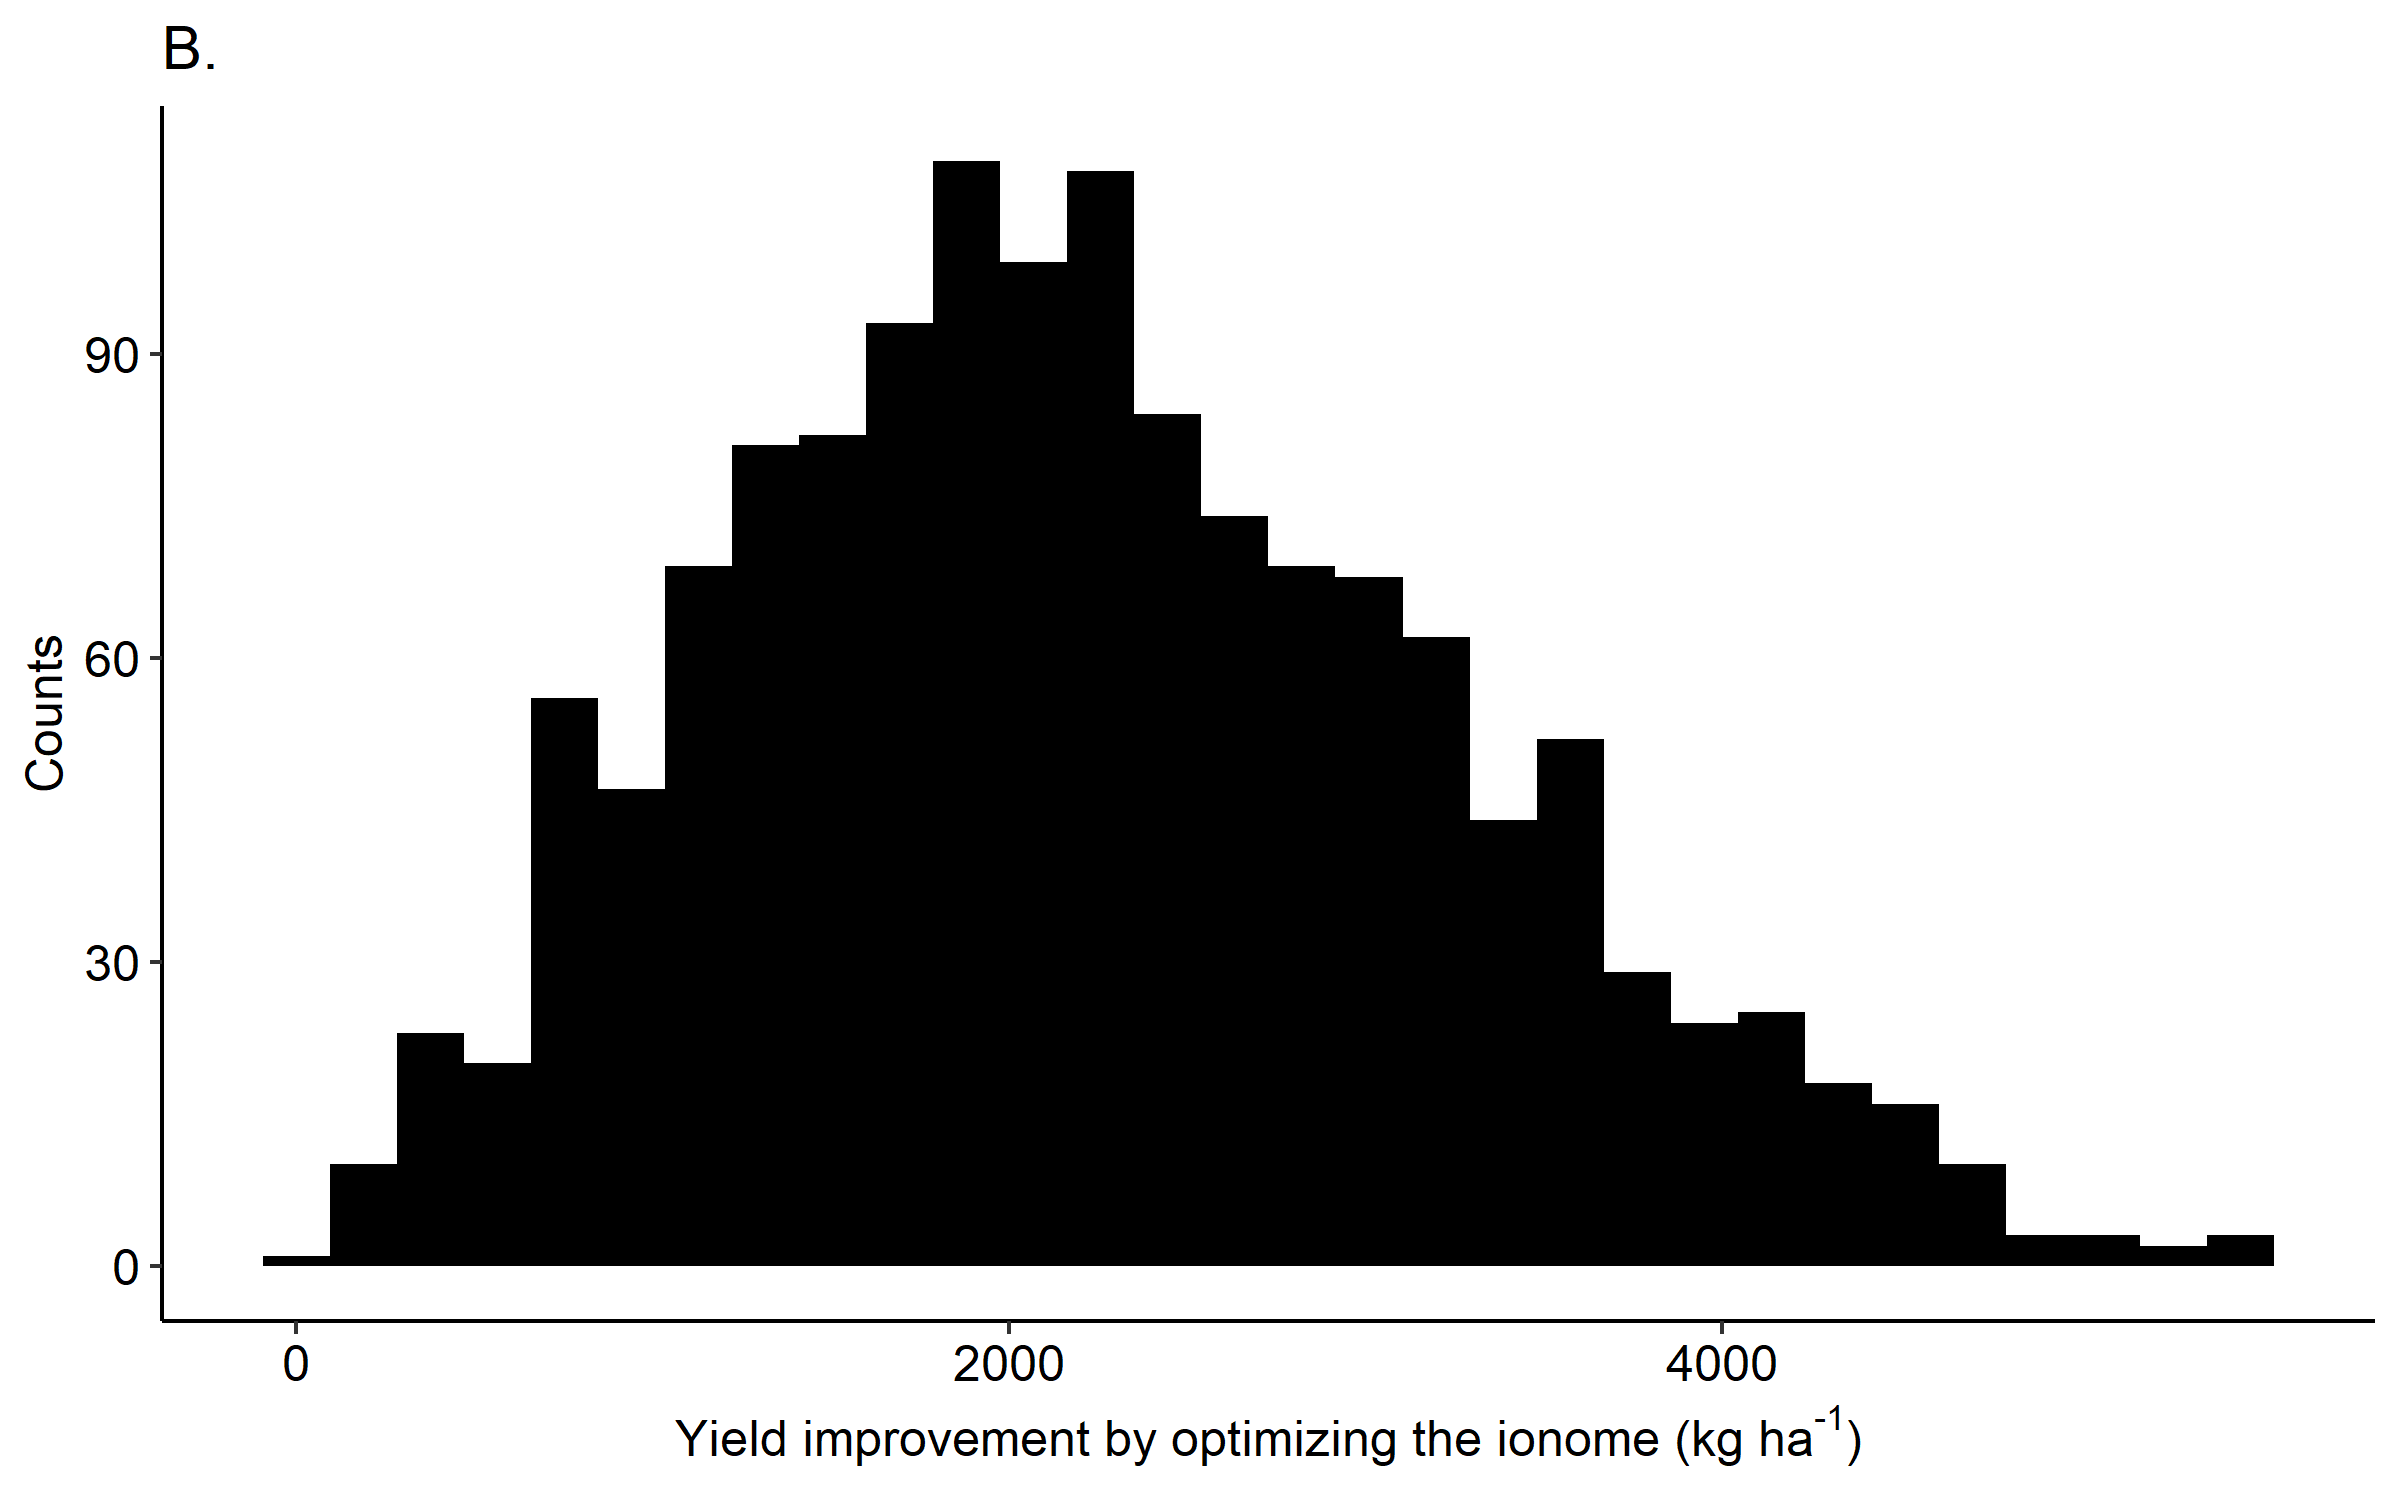 B.
90
60
30
0
Counts
0 2000 4000
Yield improvement by optimizing the ionome (kg ha⁻¹)